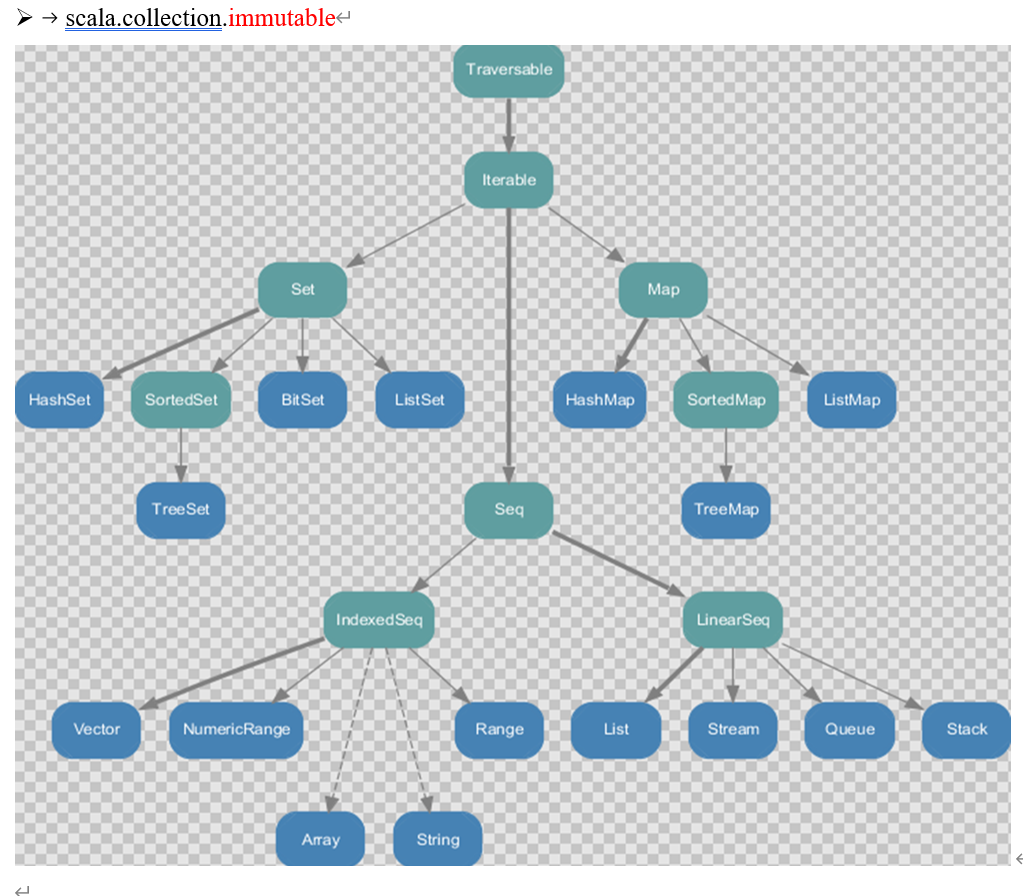 ➢ → scala.collection.immutable↵
Traversable
Iterable
Set
Map
HashSet
SortedSet
BitSet
ListSet
HashMap
SortedMap
ListMap
TreeSet
Seq
TreeMap
IndexedSeq
LinearSeq
Vector
NumericRange
Range
List
Stream
Queue
Stack
Array
String